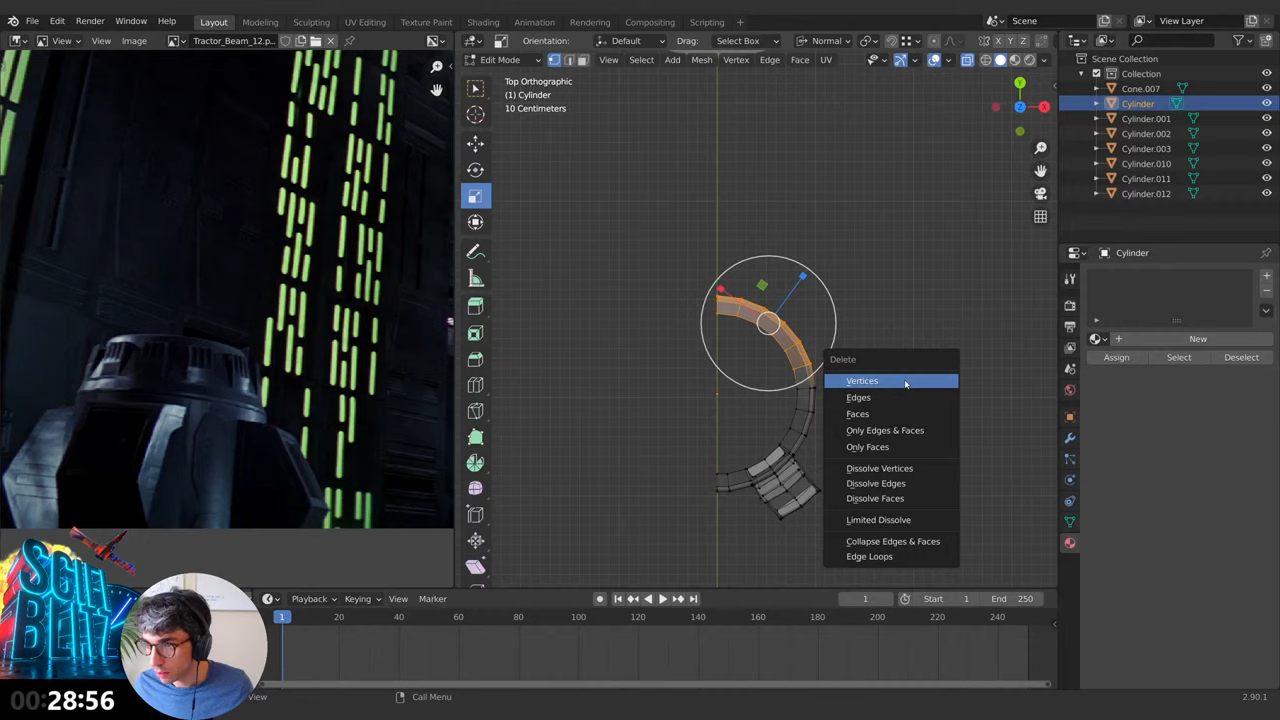 File Edit Render Window Help Layout Modeling Sculpting UV Editing Texture Paint Shading Animation Rendering Compositing Scripting + Scene View Layer
View View Image Tractor_Beam_12.p... Orientation: Default Drag: Select Box Normal X Y Z
Edit Mode View Select Add Mesh Vertex Edge Face UV
Scene Collection
Collection
Cone.007
Cylinder
Cylinder.001
Cylinder.002
Cylinder.003
Cylinder.010
Cylinder.011
Cylinder.012
Top Orthographic
(1) Cylinder
10 Centimeters
Y
Z
X
Cylinder
New
Assign Select Deselect
Delete
Vertices
Edges
Faces
Only Edges & Faces
Only Faces
Dissolve Vertices
Dissolve Edges
Dissolve Faces
Limited Dissolve
Collapse Edges & Faces
Edge Loops
Playback Keying View Marker 1 Start 1 End 250
1 20 40 60 80 100 120 140 160 180 200 220 240
SCIFI
BLITZ
00:28:56
View Call Menu 2.90.1